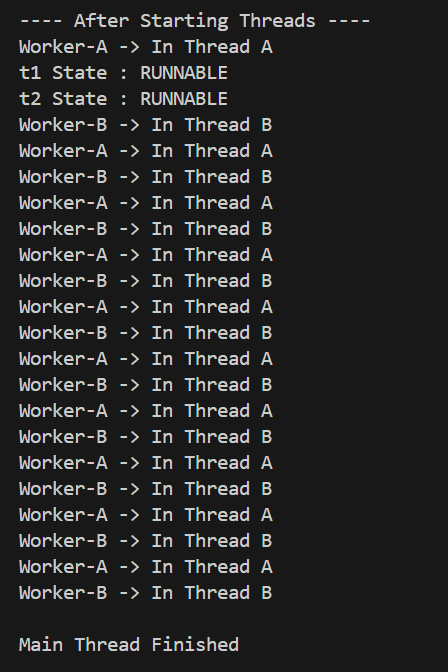 ---- After Starting Threads ----
Worker-A -> In Thread A
t1 State : RUNNABLE
t2 State : RUNNABLE
Worker-B -> In Thread B
Worker-A -> In Thread A
Worker-B -> In Thread B
Worker-A -> In Thread A
Worker-B -> In Thread B
Worker-A -> In Thread A
Worker-B -> In Thread B
Worker-A -> In Thread A
Worker-B -> In Thread B
Worker-A -> In Thread A
Worker-B -> In Thread B
Worker-A -> In Thread A
Worker-B -> In Thread B
Worker-A -> In Thread A
Worker-B -> In Thread B
Worker-A -> In Thread A
Worker-B -> In Thread B
Worker-A -> In Thread A
Worker-B -> In Thread B

Main Thread Finished